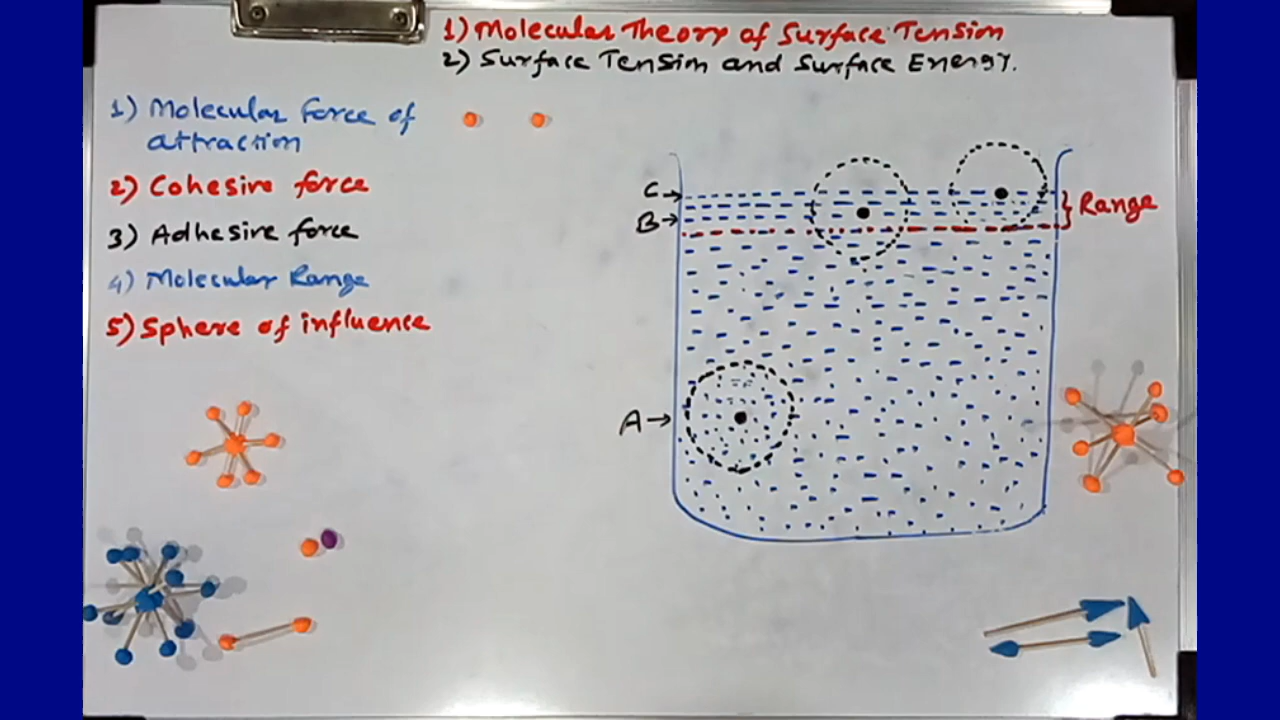 1) Molecular Theory of Surface Tension
2) Surface Tension and Surface Energy.
1) Molecular force of
attraction
2) Cohesive force
3) Adhesive force
4) Molecular Range
5) Sphere of influence
C
B
Range
A